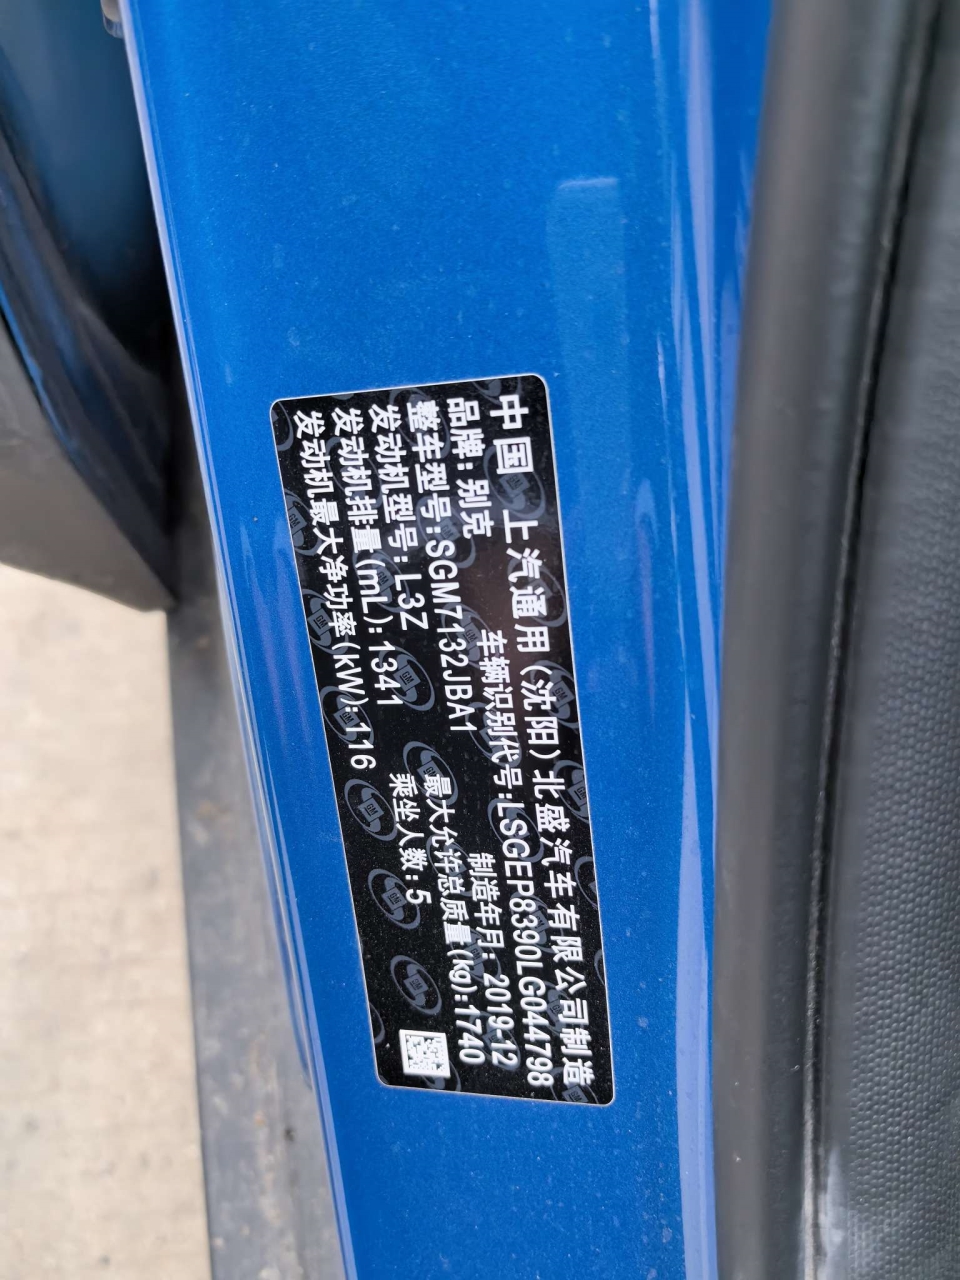 中国 上汽通用(沈阳)北盛汽车有限公司制造
品牌:别克 车辆识别代号:LSGEP8390LG044798
整车型号:SGM7132JBA1 制造年月: 2019-12
发动机型号:L3Z 最大允许总质量(kg):1740
发动机排量(mL):1341 乘坐人数:5
发动机最大净功率(kW):116